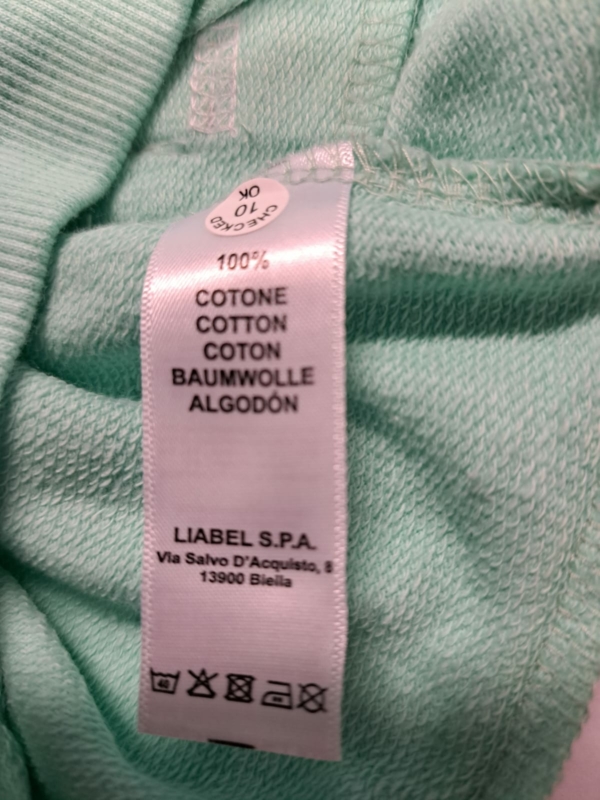 CHECKED
10
OK
100%
COTONE
COTTON
COTON
BAUMWOLLE
ALGODÓN
LIABEL S.P.A.
Via Salvo D'Acquisto, 8
13900 Biella
40